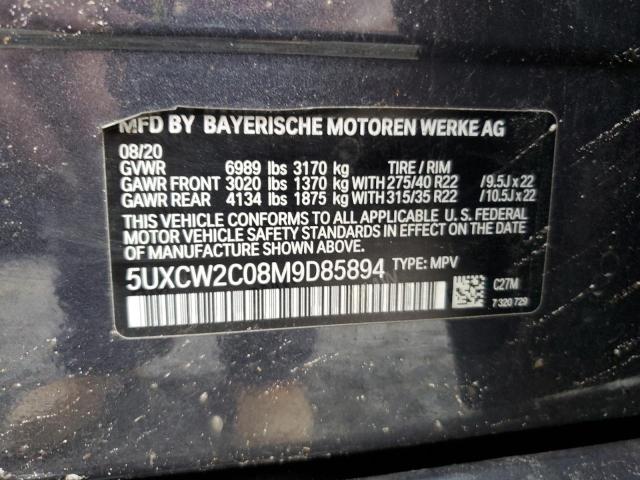 MFD BY BAYERISCHE MOTOREN WERKE AG
08/20
GVWR 6989 lbs 3170 kg TIRE / RIM
GAWR FRONT 3020 lbs 1370 kg WITH 275/40 R22 /9.5J x 22
GAWR REAR 4134 lbs 1875 kg WITH 315/35 R22 /10.5J x 22
THIS VEHICLE CONFORMS TO ALL APPLICABLE U. S. FEDERAL
MOTOR VEHICLE SAFETY STANDARDS IN EFFECT ON THE DATE
OF MANUFACTURE SHOWN ABOVE.
5UXCW2C08M9D85894 TYPE: MPV
C27M
7 320 729